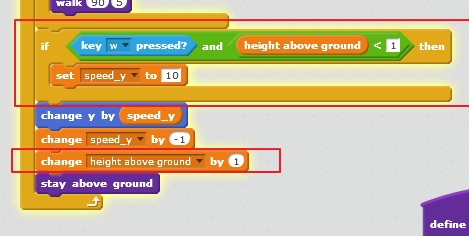 walk 90 5
if key w pressed? and height above ground < 1 then
set speed_y to 10
change y by speed_y
change speed_y by -1
change height above ground by 1
stay above ground
define